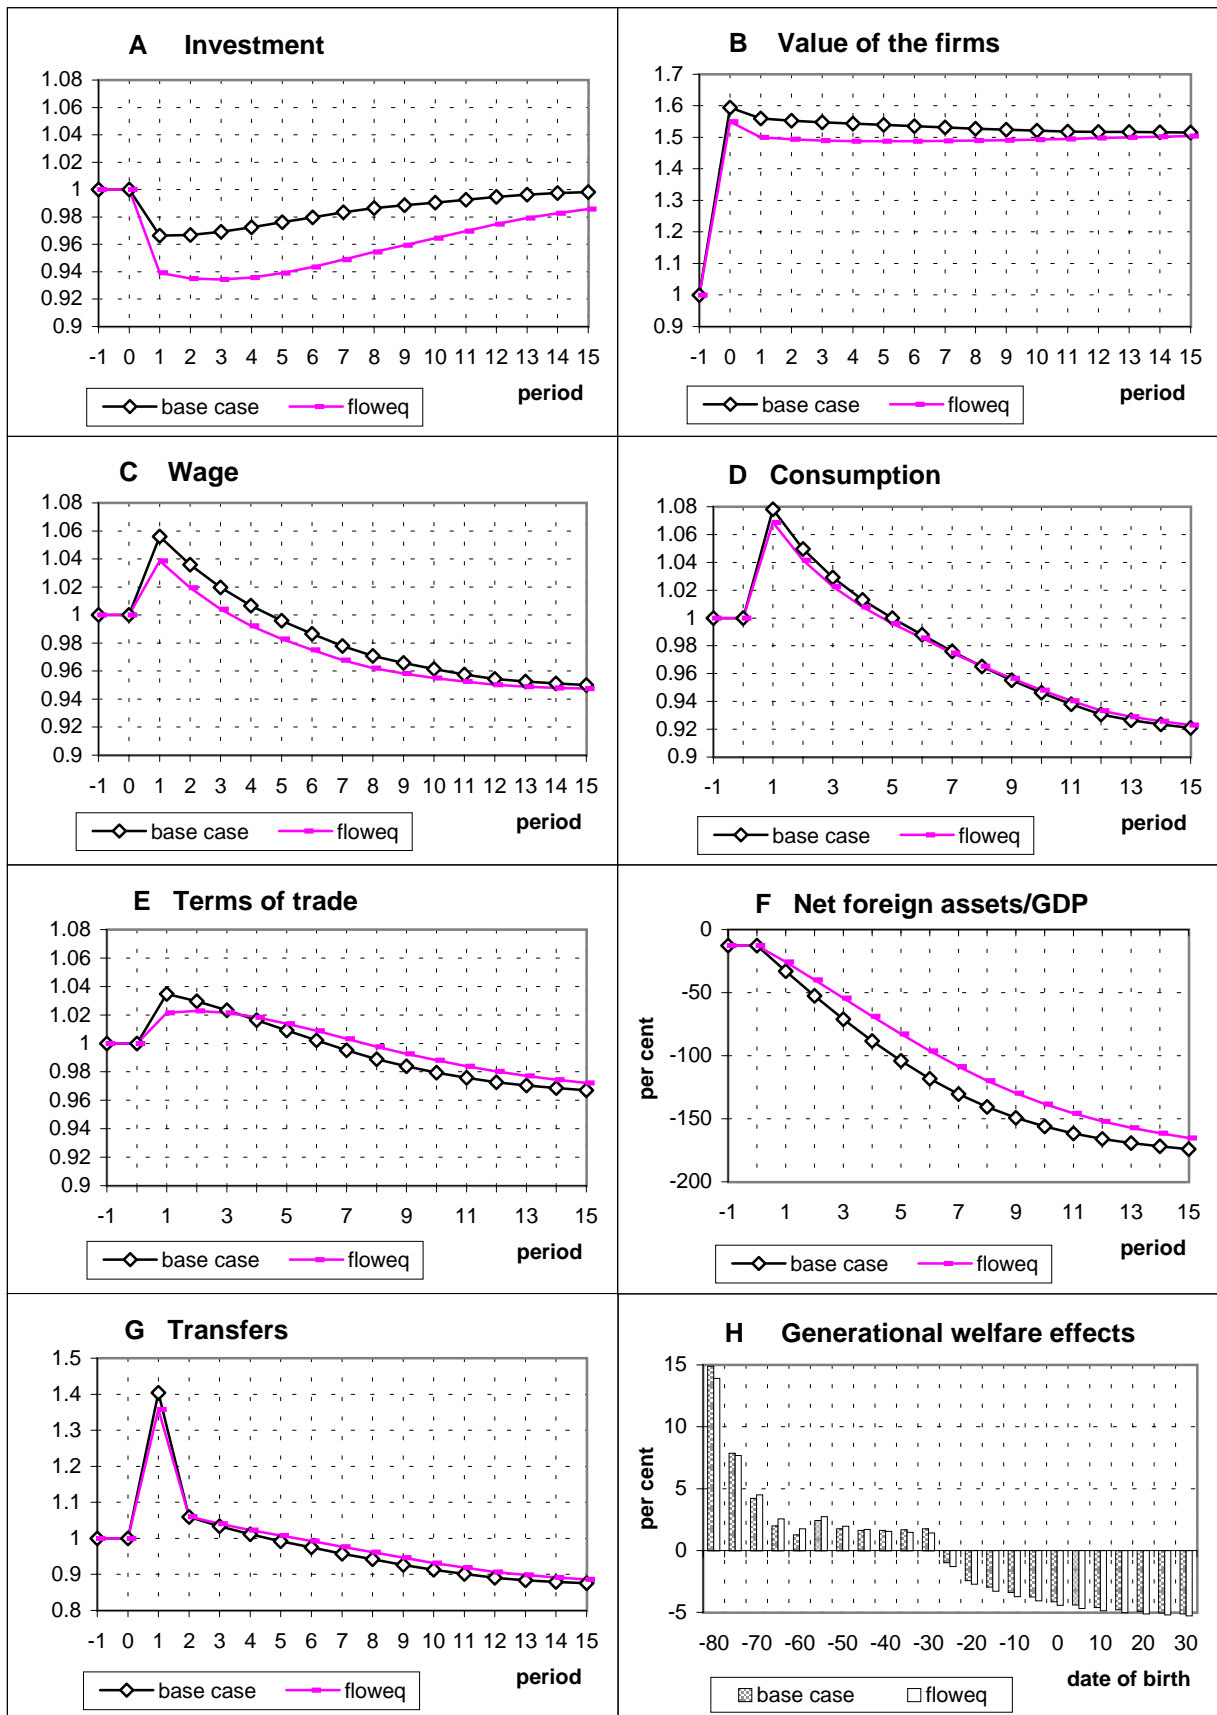 A Investment
1.08
1.06
1.04
1.02
1
0.98
0.96
0.94
0.92
0.9
-1 0 1 2 3 4 5 6 7 8 9 10 11 12 13 14 15
period
base case floweq
B Value of the firms
1.7
1.6
1.5
1.4
1.3
1.2
1.1
1
0.9
-1 0 1 2 3 4 5 6 7 8 9 10 11 12 13 14 15
period
base case floweq
C Wage
1.08
1.06
1.04
1.02
1
0.98
0.96
0.94
0.92
0.9
-1 0 1 2 3 4 5 6 7 8 9 10 11 12 13 14 15
period
base case floweq
D Consumption
1.08
1.06
1.04
1.02
1
0.98
0.96
0.94
0.92
0.9
-1 1 3 5 7 9 11 13 15
period
base case floweq
E Terms of trade
1.08
1.06
1.04
1.02
1
0.98
0.96
0.94
0.92
0.9
-1 1 3 5 7 9 11 13 15
period
base case floweq
F Net foreign assets/GDP
per cent
0
-50
-100
-150
-200
-1 1 3 5 7 9 11 13 15
period
base case floweq
G Transfers
1.5
1.4
1.3
1.2
1.1
1
0.9
0.8
-1 0 1 2 3 4 5 6 7 8 9 10 11 12 13 14 15
period
base case floweq
H Generational welfare effects
per cent
15
10
5
0
-5
-80 -70 -60 -50 -40 -30 -20 -10 0 10 20 30
date of birth
base case floweq